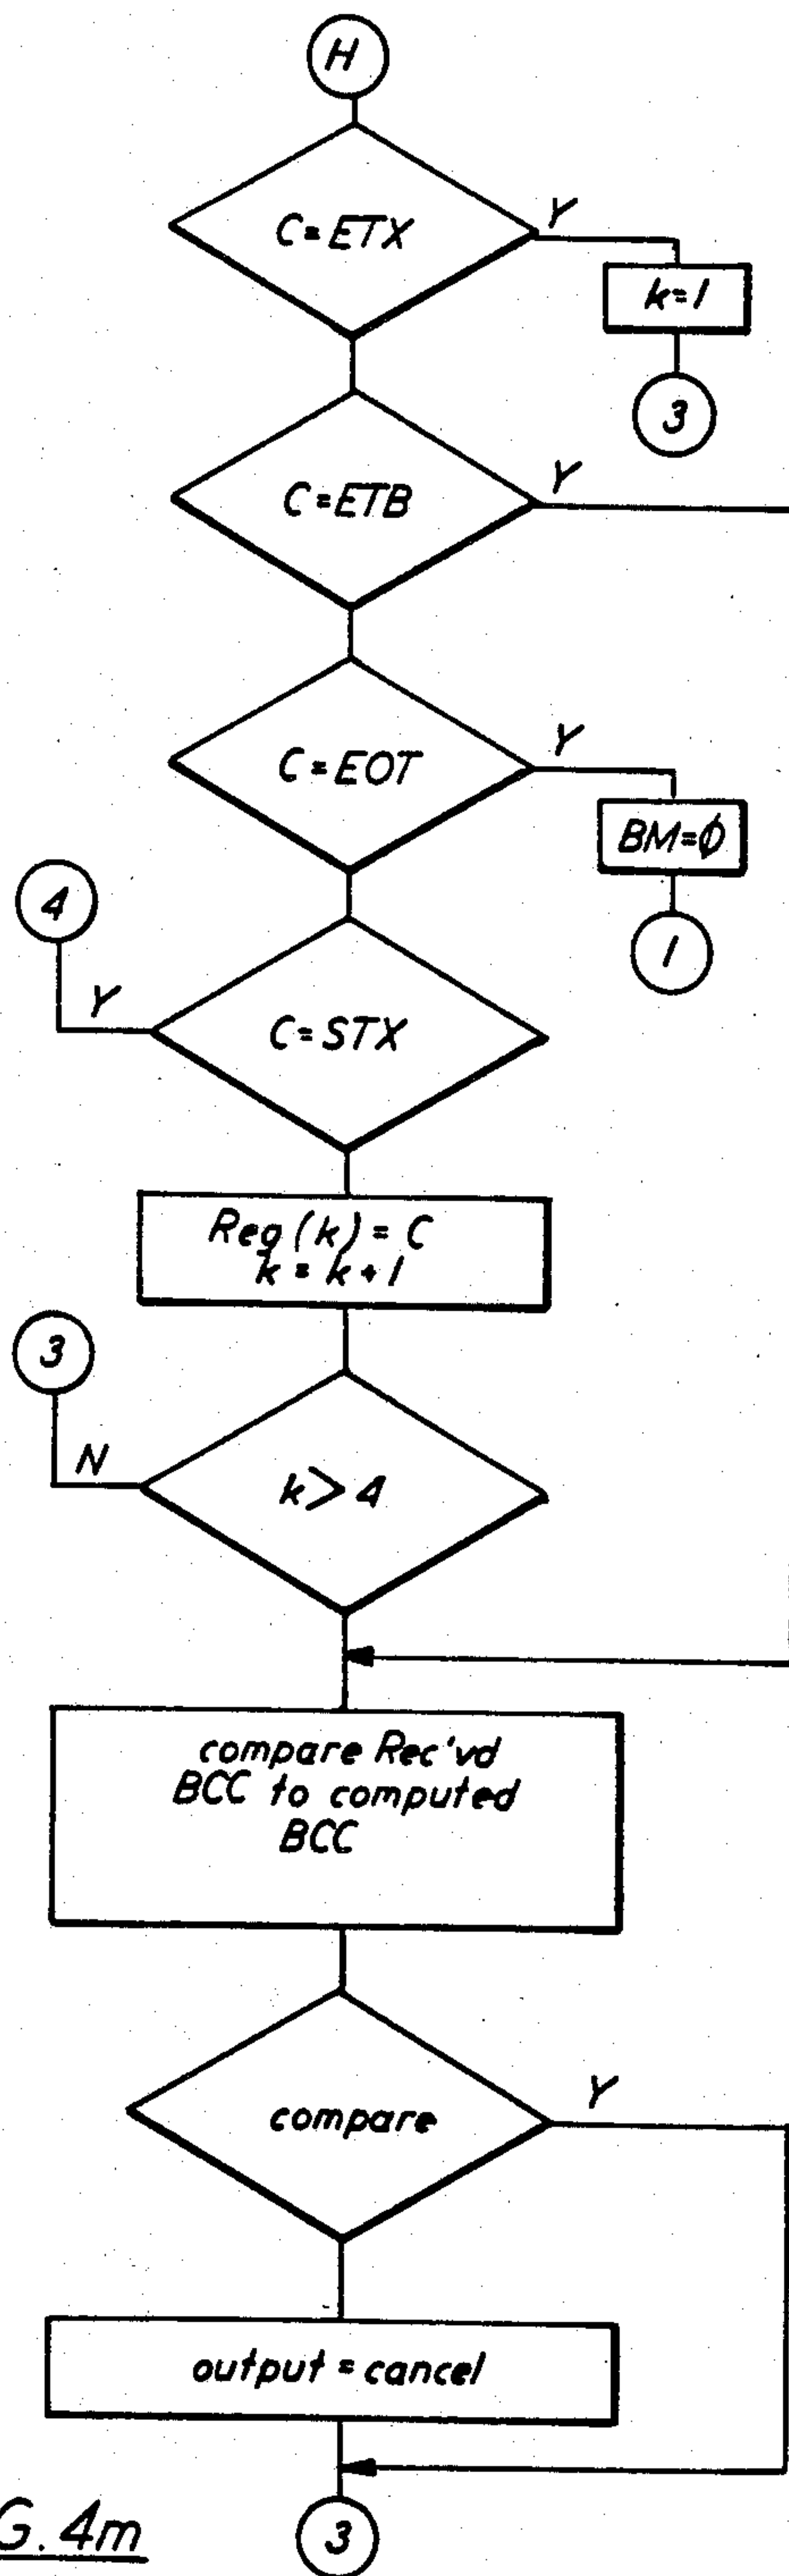 H
C=ETX
Y
k=1
3
C=ETB
Y
C=EOT
Y
BM=∅
1
4
Y
C=STX
Reg (k) = C
k = k + 1
3
N
k > 4
compare Rec'vd
BCC to computed
BCC
compare
Y
output = cancel
3
G. 4m